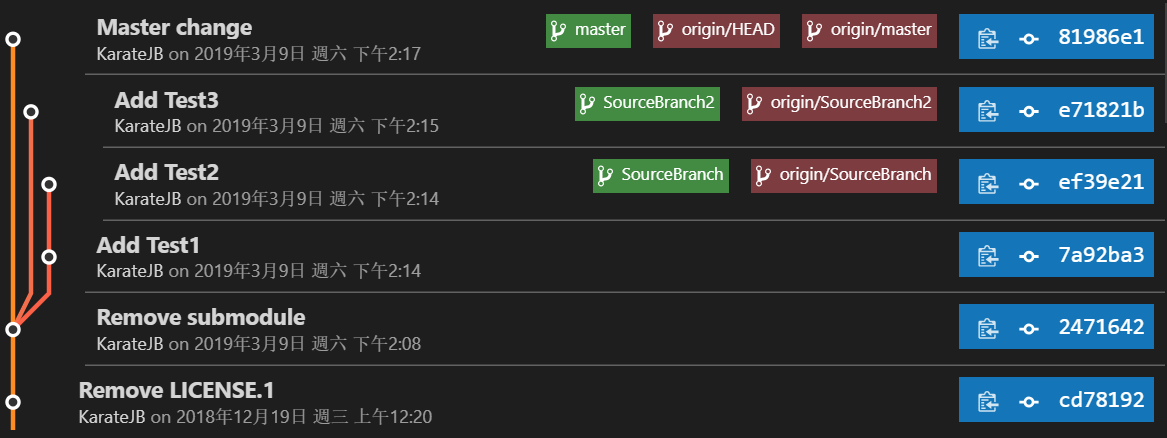 Master change master origin/HEAD origin/master 81986e1
KarateJB on 2019年3月9日 週六 下午2:17
Add Test3 SourceBranch2 origin/SourceBranch2 e71821b
KarateJB on 2019年3月9日 週六 下午2:15
Add Test2 SourceBranch origin/SourceBranch ef39e21
KarateJB on 2019年3月9日 週六 下午2:14
Add Test1 7a92ba3
KarateJB on 2019年3月9日 週六 下午2:14
Remove submodule 2471642
KarateJB on 2019年3月9日 週六 下午2:08
Remove LICENSE.1 cd78192
KarateJB on 2018年12月19日 週三 上午12:20